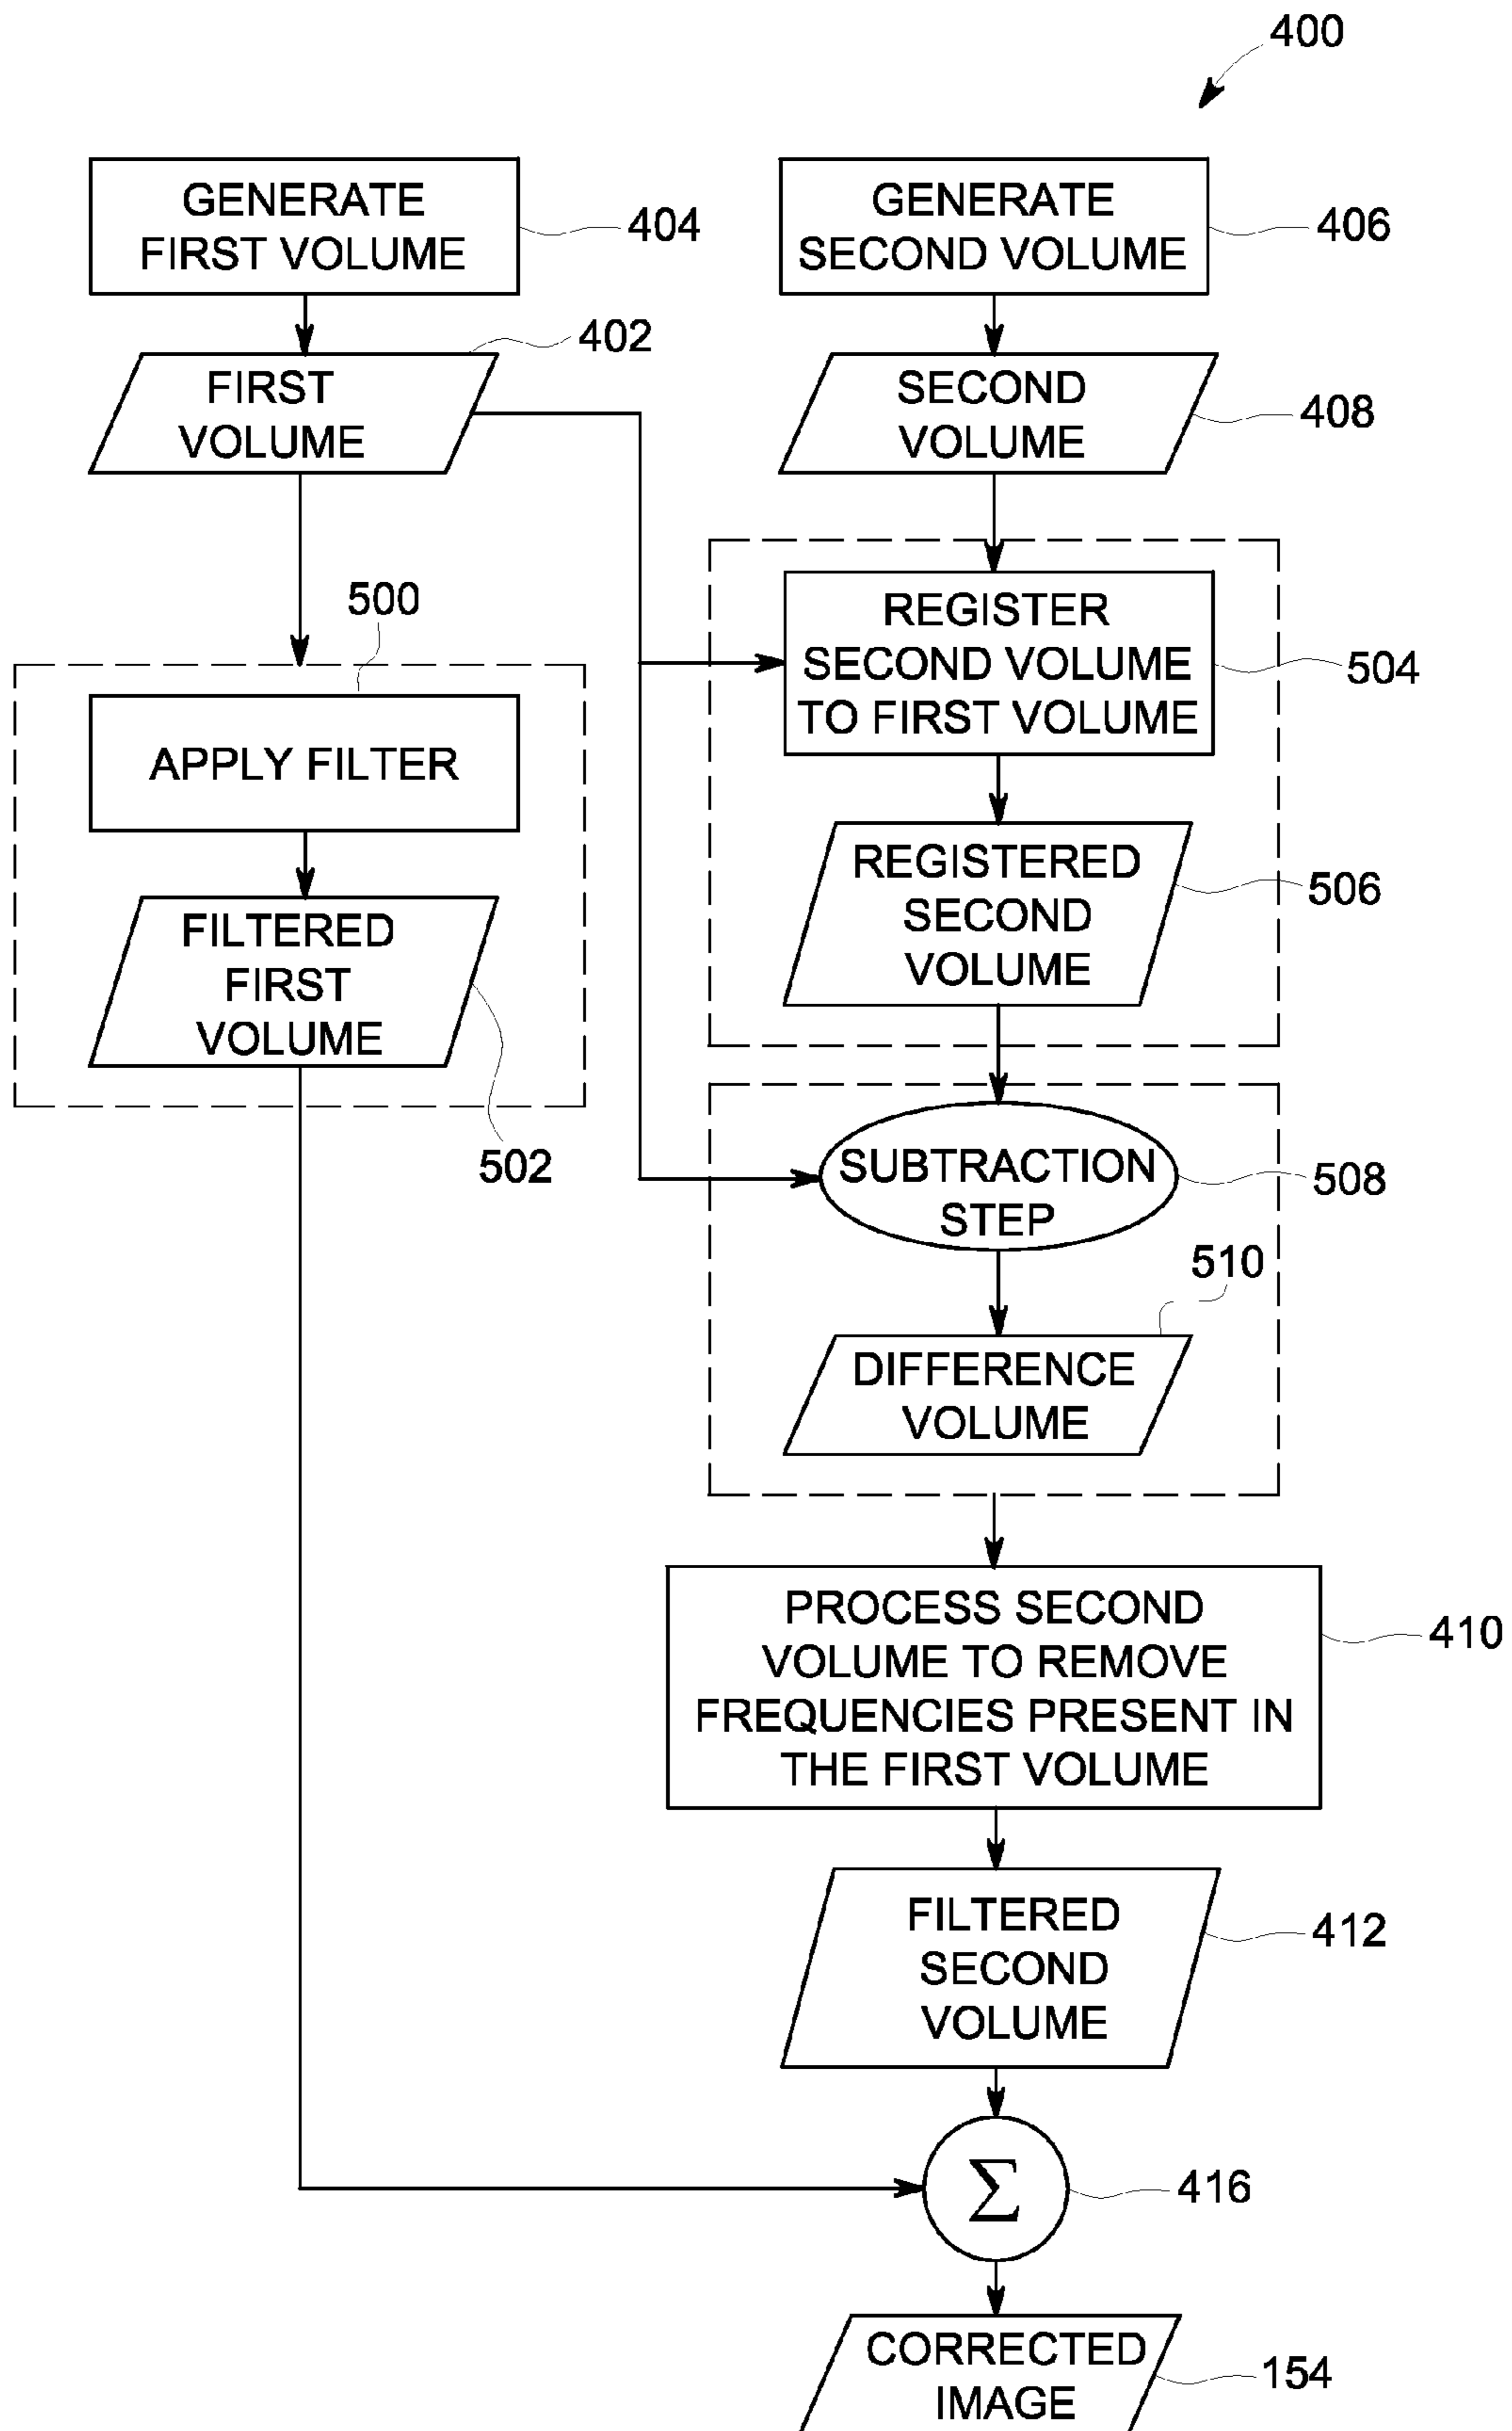 400
GENERATE
FIRST VOLUME
404
GENERATE
SECOND VOLUME
406
FIRST
VOLUME
402
SECOND
VOLUME
408
500
APPLY FILTER
FILTERED
FIRST
VOLUME
502
REGISTER
SECOND VOLUME
TO FIRST VOLUME
504
REGISTERED
SECOND
VOLUME
506
SUBTRACTION
STEP
508
510
DIFFERENCE
VOLUME
PROCESS SECOND
VOLUME TO REMOVE
FREQUENCIES PRESENT IN
THE FIRST VOLUME
410
FILTERED
SECOND
VOLUME
412
Σ
416
CORRECTED
IMAGE
154